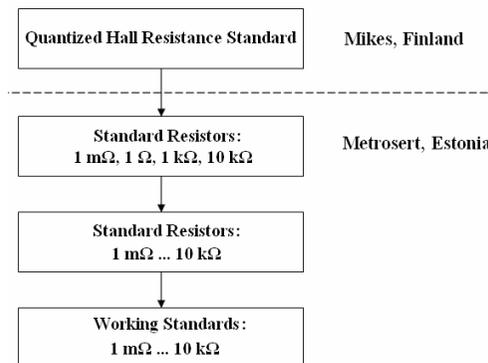 Quantized Hall Resistance Standard
Mikes, Finland
Standard Resistors:
1 mΩ, 1 Ω, 1 kΩ, 10 kΩ
Metrosert, Estonia
Standard Resistors:
1 mΩ ... 10 kΩ
Working Standards:
1 mΩ ... 10 kΩ